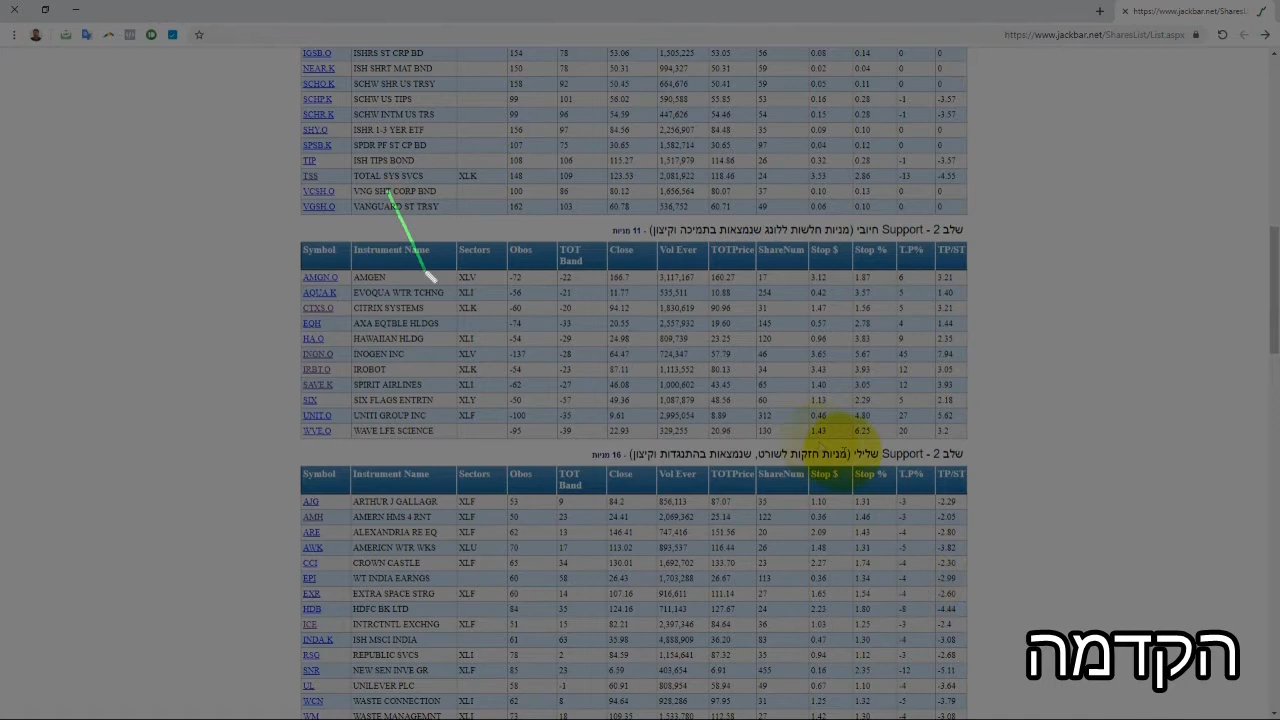 https://www.jackbar.net/SharesLi
https://www.jackbar.net/SharesList/List.aspx
IGSB.O ISHRS ST CRP BD 154 78 53.06 1,505,225 53.05 56 0.08 0.14 0 0
NEAR.K ISH SHRT MAT BND 150 78 50.31 994,327 50.31 59 0.02 0.04 0 0
SCHO.K SCHW SHR US TRSY 158 92 50.45 664,676 50.41 59 0.05 0.11 0 0
SCHP.K SCHW US TIPS 99 101 56.02 590,588 55.85 53 0.16 0.28 -1 -3.57
SCHR.K SCHW INTM US TRS 99 96 54.59 447,626 54.46 54 0.15 0.28 -1 -3.57
SHY.O ISHR 1-3 YER ETF 156 97 84.56 2,256,907 84.48 35 0.09 0.10 0 0
SPSB.K SPDR PF ST CP BD 107 75 30.65 1,582,714 30.65 97 0.04 0.12 0 0
TIP ISH TIPS BOND 108 106 115.27 1,517,979 114.86 26 0.32 0.28 -1 -3.57
TSS TOTAL SYS SVCS XLK 148 109 123.53 2,081,922 118.46 24 3.53 2.86 -13 -4.55
VCSH.O VNG SHT CORP BND 100 86 80.12 1,656,564 80.07 37 0.10 0.13 0 0
VGSH.O VANGUARD ST TRSY 162 103 60.78 536,752 60.71 49 0.06 0.10 0 0
שלב 2 - Support חיובי (מניות חלשות ללונג שנמצאות בתמיכה וקיצון) - 11 מניות
Symbol Instrument Name Sectors Obos TOT Band Close Vol Ever TOTPrice ShareNum Stop $ Stop % T.P% TP/ST
AMGN.O AMGEN XLV -72 -22 166.7 3,117,167 160.27 17 3.12 1.87 6 3.21
AQUA.K EVOQUA WTR TCHNG XLI -56 -21 11.77 535,511 10.88 254 0.42 3.57 5 1.40
CTXS.O CITRIX SYSTEMS XLK -60 -20 94.12 1,830,619 90.96 31 1.47 1.56 5 3.21
EQH AXA EQTBLE HLDGS -74 -33 20.55 2,557,932 19.60 145 0.57 2.78 4 1.44
HA.O HAWAIIAN HLDG XLI -54 -29 24.98 809,739 23.25 120 0.96 3.83 9 2.35
INGN.O INOGEN INC XLV -137 -28 64.47 724,347 57.79 46 3.65 5.67 45 7.94
IRBT.O IROBOT XLK -54 -23 87.11 1,113,552 80.13 34 3.43 3.93 12 3.05
SAVE.K SPIRIT AIRLINES XLI -62 -27 46.08 1,000,602 43.45 65 1.40 3.05 12 3.93
SIX SIX FLAGS ENTRTN XLY -50 -57 49.36 1,087,879 48.56 60 1.13 2.29 5 2.18
UNIT.O UNITI GROUP INC XLF -100 -35 9.61 2,995,054 8.89 312 0.46 4.80 27 5.62
WVE.O WAVE LFE SCIENCE -95 -39 22.93 329,255 20.96 130 1.43 6.25 20 3.2
שלב 2 - Support שלילי (מניות חזקות לשורט, שנמצאות בהתנגדות וקיצון) - 16 מניות
Symbol Instrument Name Sectors Obos TOT Band Close Vol Ever TOTPrice ShareNum Stop $ Stop % T.P% TP/ST
AJG ARTHUR J GALLAGR XLF 53 9 84.2 856,113 87.07 35 1.10 1.31 -3 -2.29
AMH AMERN HMS 4 RNT XLF 50 23 24.41 2,069,362 25.14 122 0.36 1.46 -3 -2.05
ARE ALEXANDRIA RE EQ XLF 62 13 146.41 747,416 151.56 20 2.09 1.43 -4 -2.80
AWK AMERICN WTR WKS XLU 70 17 113.02 893,537 116.44 26 1.48 1.31 -5 -3.82
CCI CROWN CASTLE XLF 65 34 130.01 1,692,702 133.70 23 2.27 1.74 -4 -2.30
EPI WT INDIA EARNGS 60 58 26.43 1,703,288 26.67 113 0.36 1.34 -4 -2.99
EXR EXTRA SPACE STRG XLF 60 14 107.16 916,611 111.14 27 1.65 1.54 -4 -2.60
HDB HDFC BK LTD 84 35 124.16 711,143 127.67 24 2.23 1.80 -8 -4.44
ICE INTRCTNTL EXCHNG XLF 51 15 82.21 2,397,346 84.64 36 1.03 1.25 -3 -2.4
INDA.K ISH MSCI INDIA 61 63 35.98 4,888,909 36.20 83 0.47 1.30 -4 -3.08
RSG REPUBLIC SVCS XLI 78 2 84.59 1,154,641 87.32 35 0.94 1.12 -3 -2.68
SNR NEW SEN INVE GR XLF 85 23 6.59 403,654 6.91 455 0.16 2.35 -12 -5.11
UL UNILEVER PLC 58 -1 60.91 808,954 58.94 49 0.67 1.10 -4 -3.64
WCN WASTE CONNECTION XLI 62 8 94.64 928,286 97.95 31 1.25 1.32 -5 -3.79
WM WASTE MANAGEMNT XLI 73 18 109.35 1,533,780 112.58 27 1.42 1.30 -4 -3.08
הקדמה